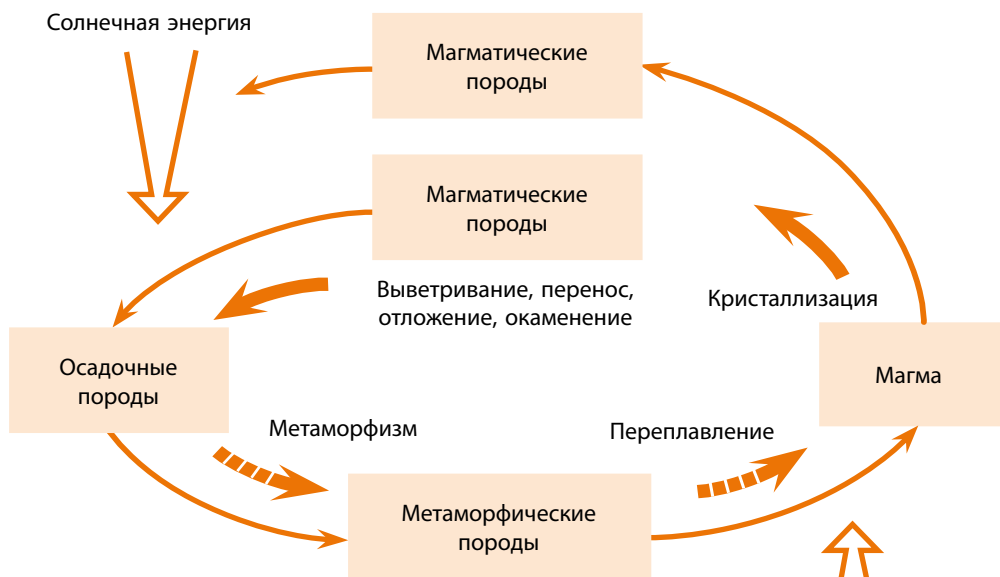 Солнечная энергия
Магматические
породы
Магматические
породы
Выветривание, перенос,
отложение, окаменение
Кристаллизация
Осадочные
породы
Магма
Метаморфизм
Переплавление
Метаморфические
породы